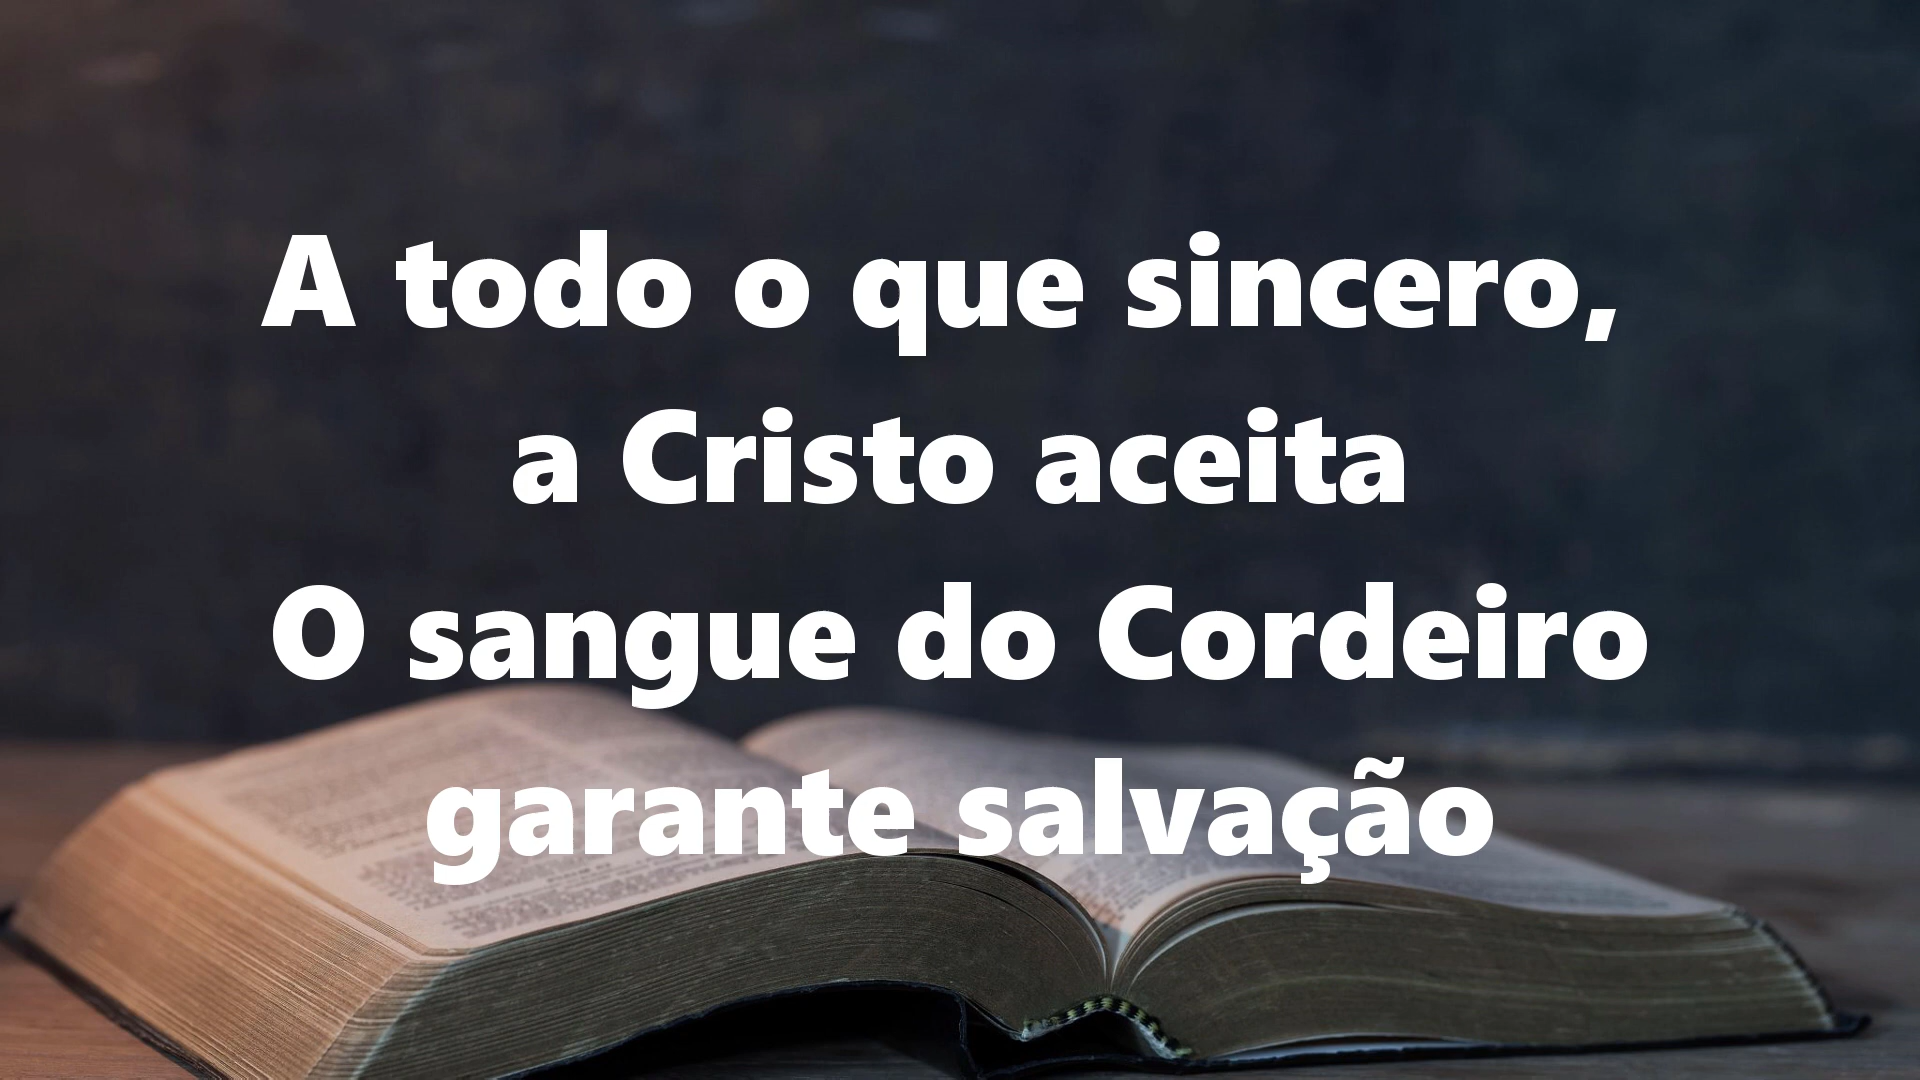 A todo o que sincero,
a Cristo aceita
O sangue do Cordeiro
garante salvação